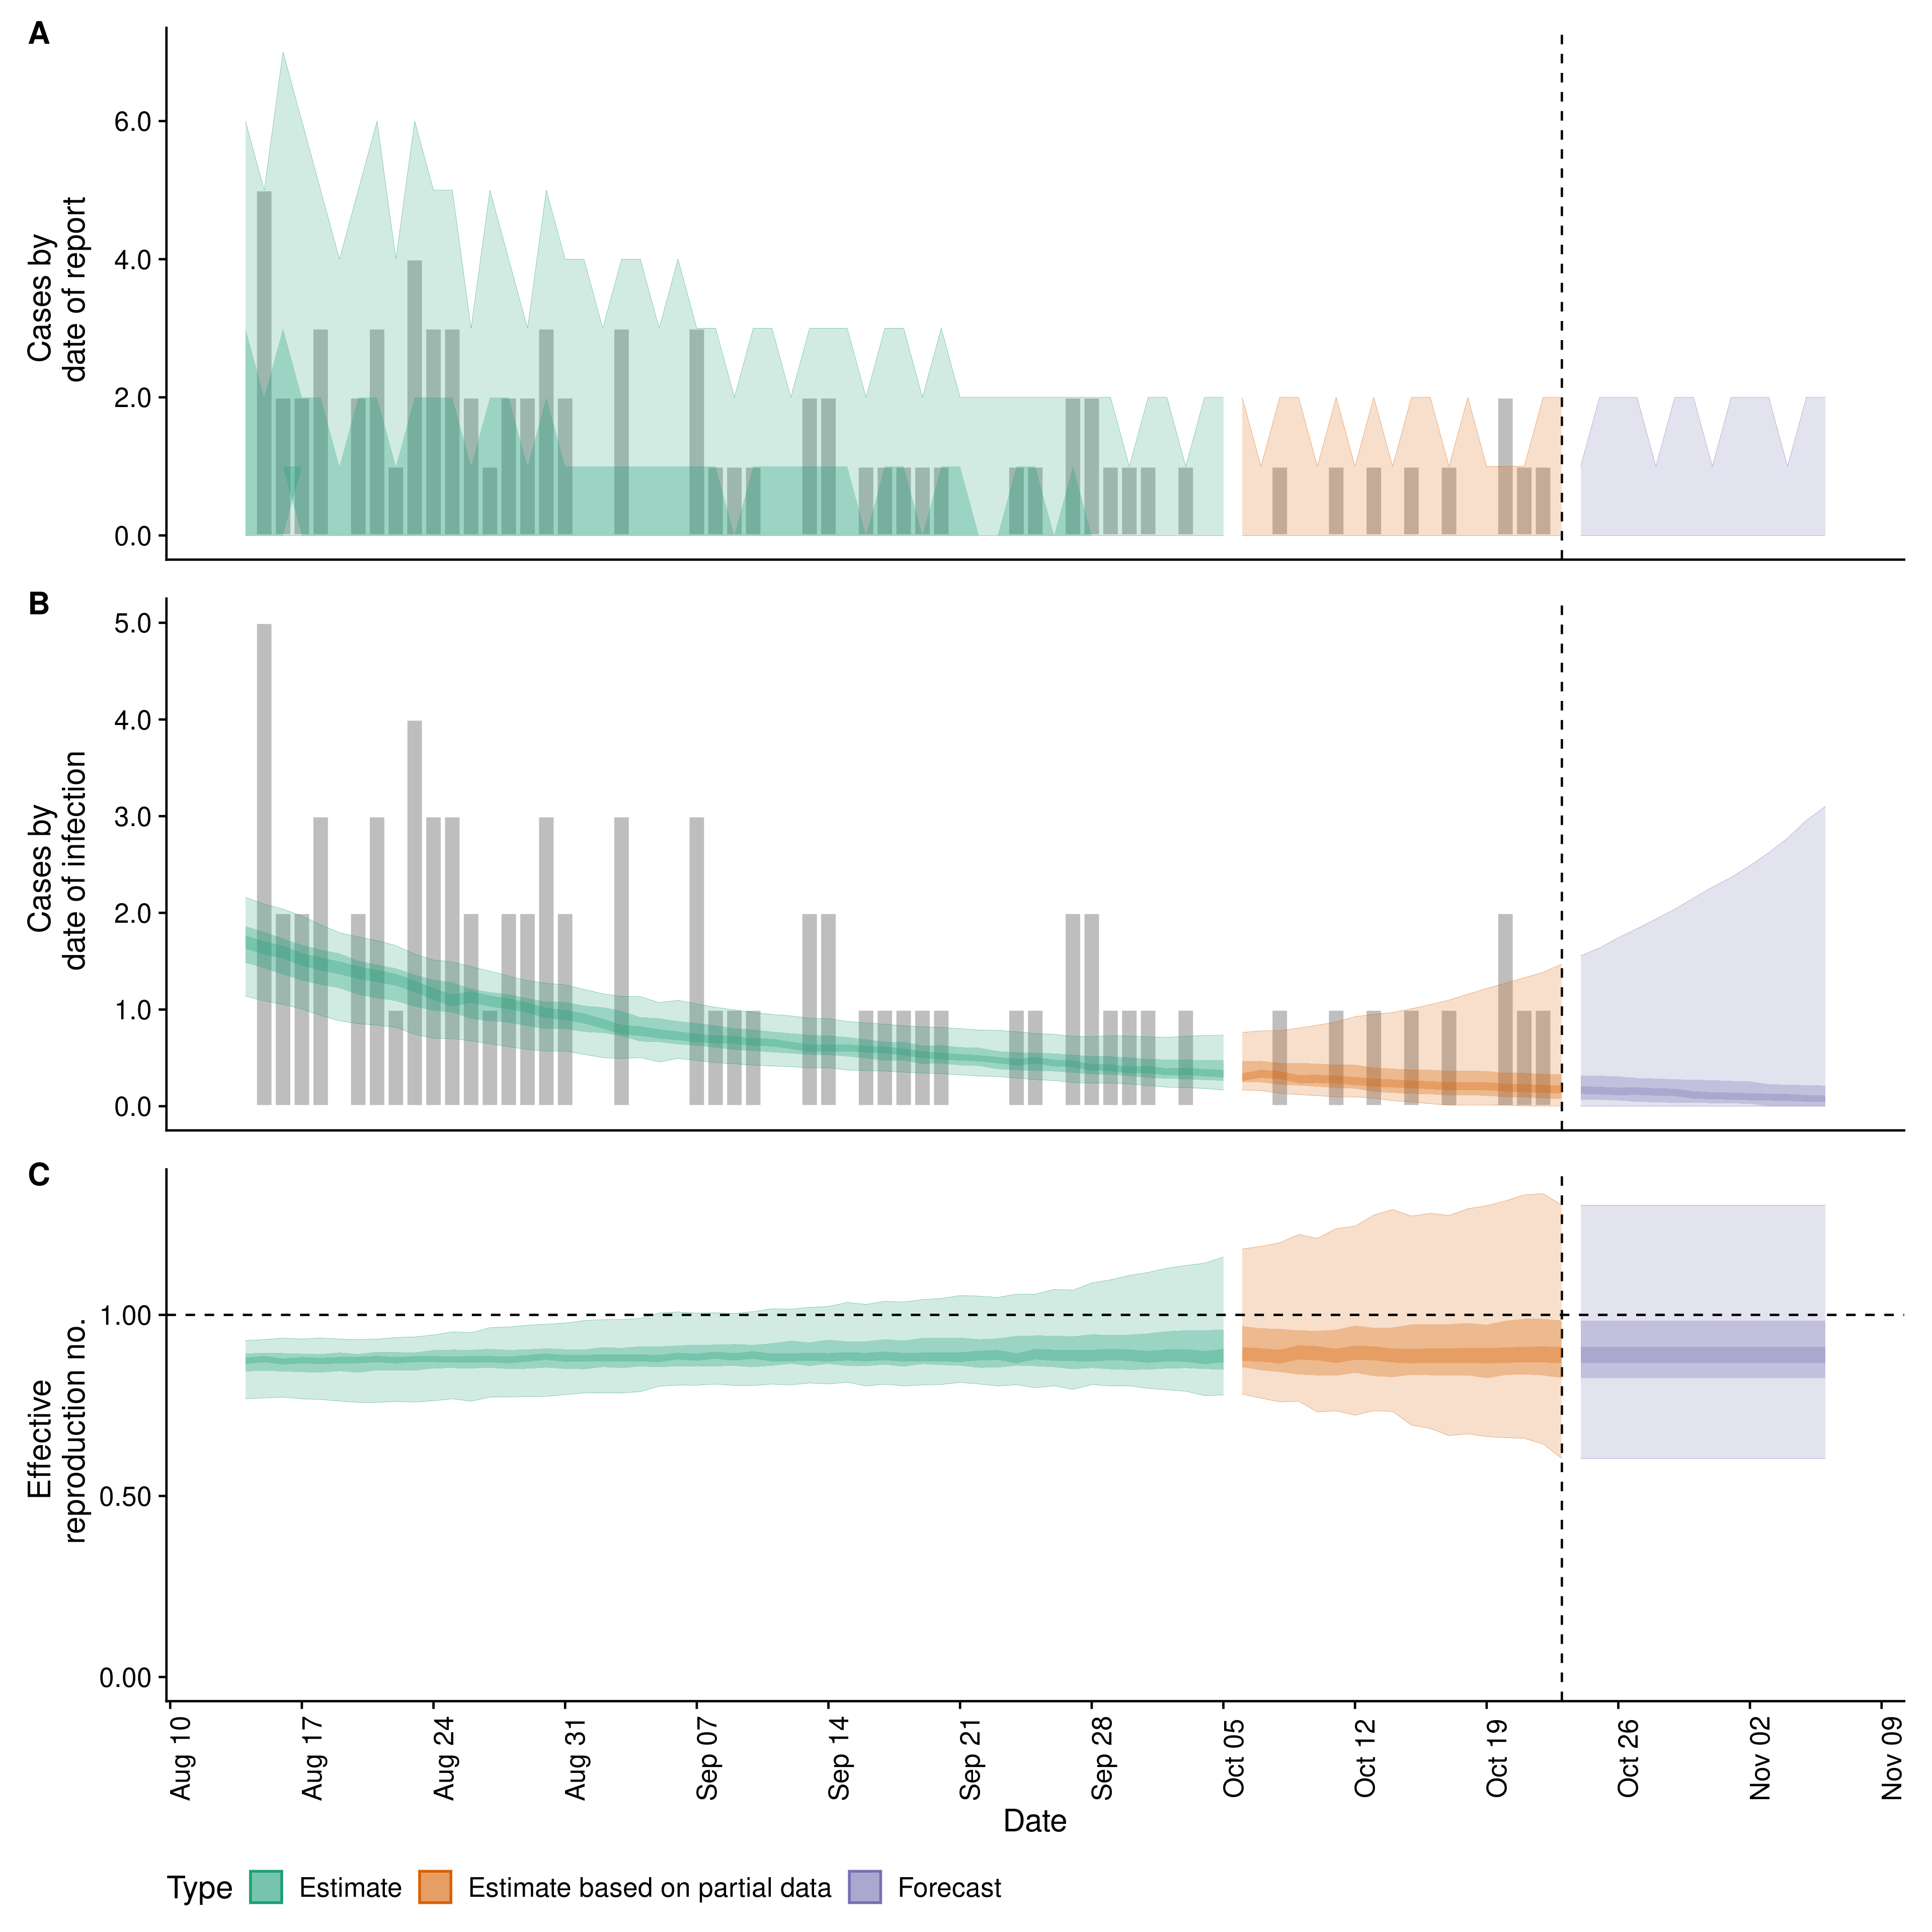 A
Cases by
date of report
6.0
4.0
2.0
0.0
B
Cases by
date of infection
5.0
4.0
3.0
2.0
1.0
0.0
C
Effective
reproduction no.
1.00
0.50
0.00
Aug 10
Aug 17
Aug 24
Aug 31
Sep 07
Sep 14
Sep 21
Sep 28
Oct 05
Oct 12
Oct 19
Oct 26
Nov 02
Nov 09
Date
Type Estimate Estimate based on partial data Forecast